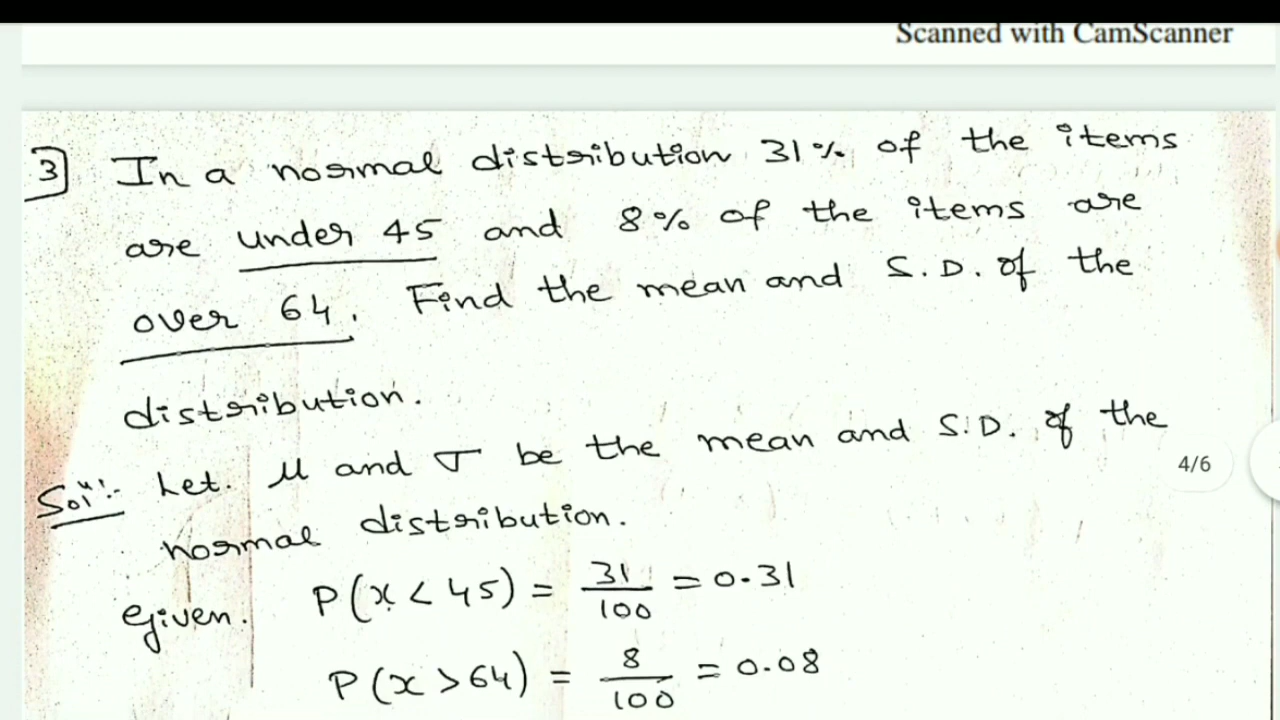 Scanned with CamScanner
3 In a normal distribution 31% of the items
are under 45 and 8% of the items are
over 64. Find the mean and S.D. of the
distribution.
Solⁿ:- Let. μ and σ be the mean and S.D. of the
4/6
normal distribution.
Given. P(x < 45) = 31/100 = 0.31
P(x > 64) = 8/100 = 0.08